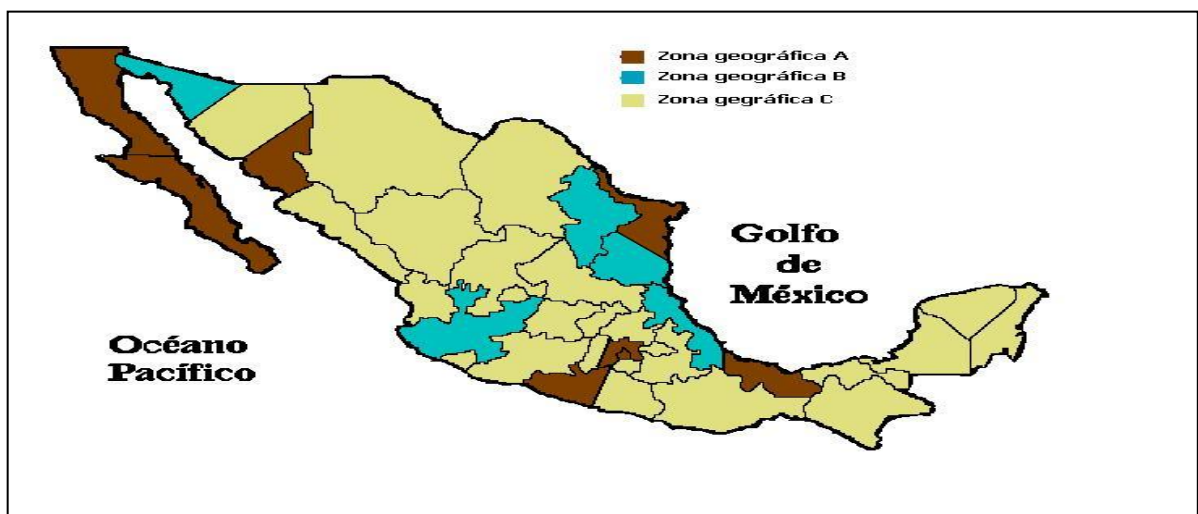 Zona geográfica A
Zona geográfica B
Zona gegráfica C
Golfo
de
México
Océano
Pacífico